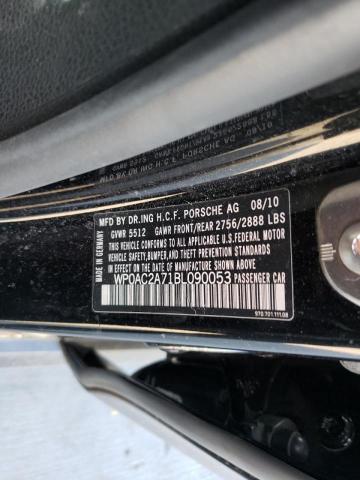 MFD BY DR.ING H.C.F. PORSCHE AG 08/10
GVWR 5512 GAWR FRONT/REAR 2756/2888 LBS
THIS VEHICLE CONFORMS TO ALL APPLICABLE U.S. FEDERAL MOTOR
VEHICLE SAFETY, BUMPER, AND THEFT PREVENTION STANDARDS IN
EFFECT ON THE DATE OF MANUFACTURE SHOWN ABOVE.
WP0AC2A71BL090053 PASSENGER CAR
MADE IN GERMANY
970.701.111.08